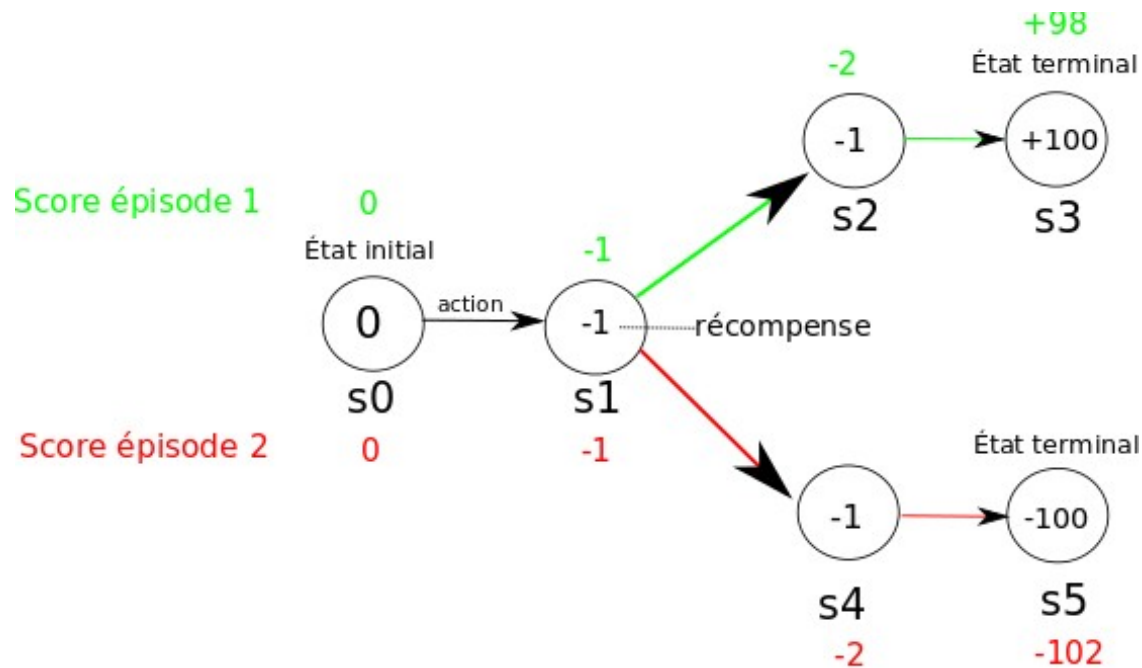 +98
-2
État terminal
-1
+100
Score épisode 1
0
s2
s3
État initial
-1
0
action
-1
récompense
s0
s1
Score épisode 2
0
-1
État terminal
-1
-100
s4
s5
-2
-102